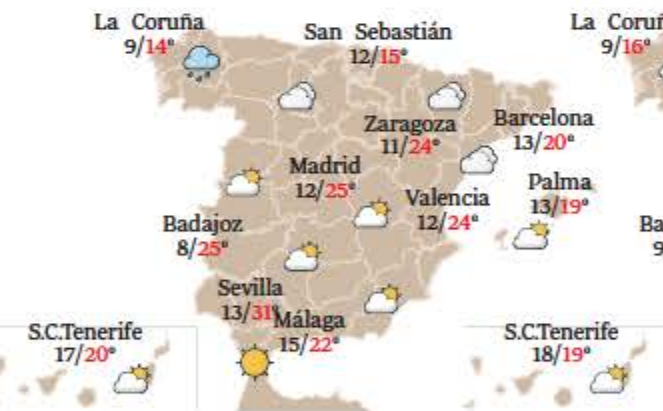 La Coruña
9/14°
San Sebastián
12/15°
Zaragoza
11/24°
Barcelona
13/20°
Madrid
12/25°
Valencia
12/24°
Palma
13/19°
Badajoz
8/25°
Sevilla
13/31°
Málaga
15/22°
S.C.Tenerife
17/20°
La Coruñ
9/16°
Ba
9
S.C.Tenerife
18/19°